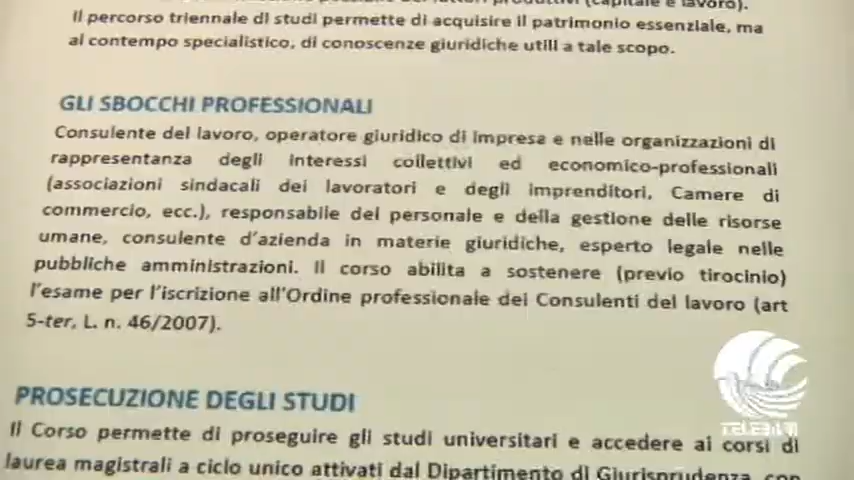 (capitale e lavoro).
Il percorso triennale di studi permette di acquisire il patrimonio essenziale, ma
al contempo specialistico, di conoscenze giuridiche utili a tale scopo.
GLI SBOCCHI PROFESSIONALI
Consulente del lavoro, operatore giuridico di impresa e nelle organizzazioni di
rappresentanza degli interessi collettivi ed economico-professionali
(associazioni sindacali dei lavoratori e degli imprenditori, Camere di
commercio, ecc.), responsabile del personale e della gestione delle risorse
umane, consulente d'azienda in materie giuridiche, esperto legale nelle
pubbliche amministrazioni. Il corso abilita a sostenere (previo tirocinio)
l'esame per l'iscrizione all'Ordine professionale dei Consulenti del lavoro (art
5-ter, L. n. 46/2007).
PROSECUZIONE DEGLI STUDI
Il Corso permette di proseguire gli studi universitari e accedere ai corsi di
laurea magistrali a ciclo unico attivati dal Dipartimento di Giurisprudenza, con